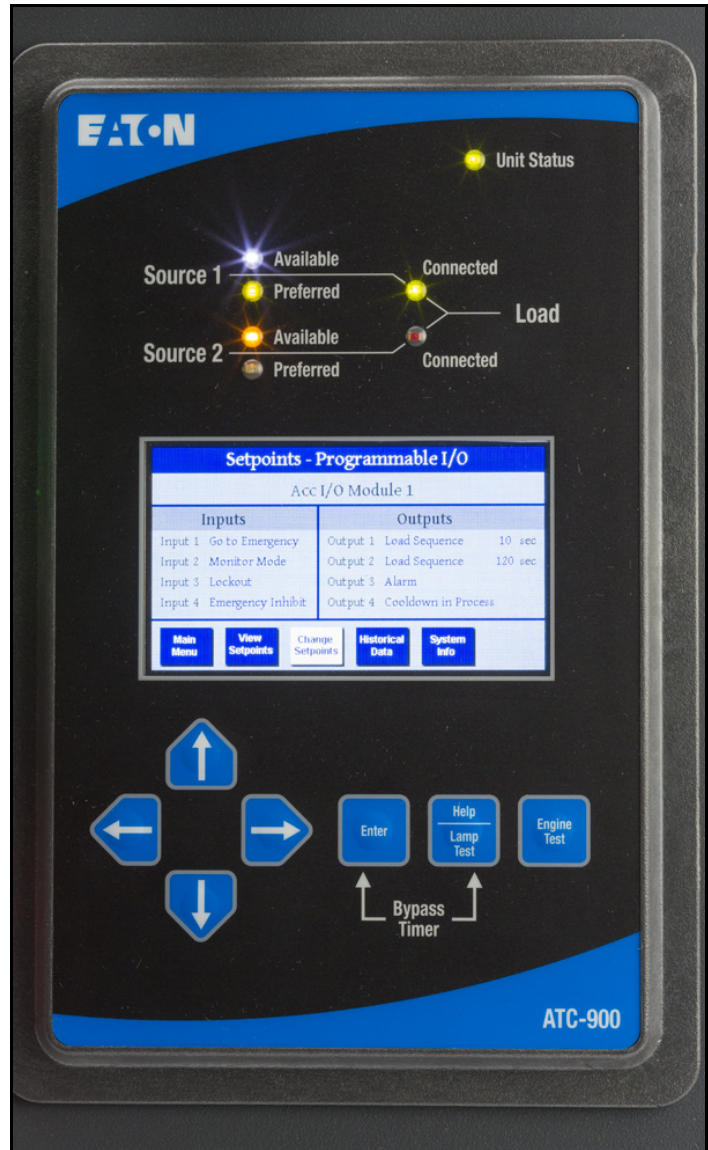 EATON
Unit Status
Available
Connected
Source 1
Preferred
Load
Available
Source 2
Connected
Preferred
Setpoints - Programmable I/O
Acc I/O Module 1
Inputs Outputs
Input 1 Go to Emergency Output 1 Load Sequence 10 sec
Input 2 Monitor Mode Output 2 Load Sequence 120 sec
Input 3 Lockout Output 3 Alarm
Input 4 Emergency Inhibit Output 4 Cooldown in Process
Main Menu View Setpoints Change Setpoints Historical Data System Info
Enter
Help
Lamp
Test
Engine
Test
Bypass
Timer
ATC-900